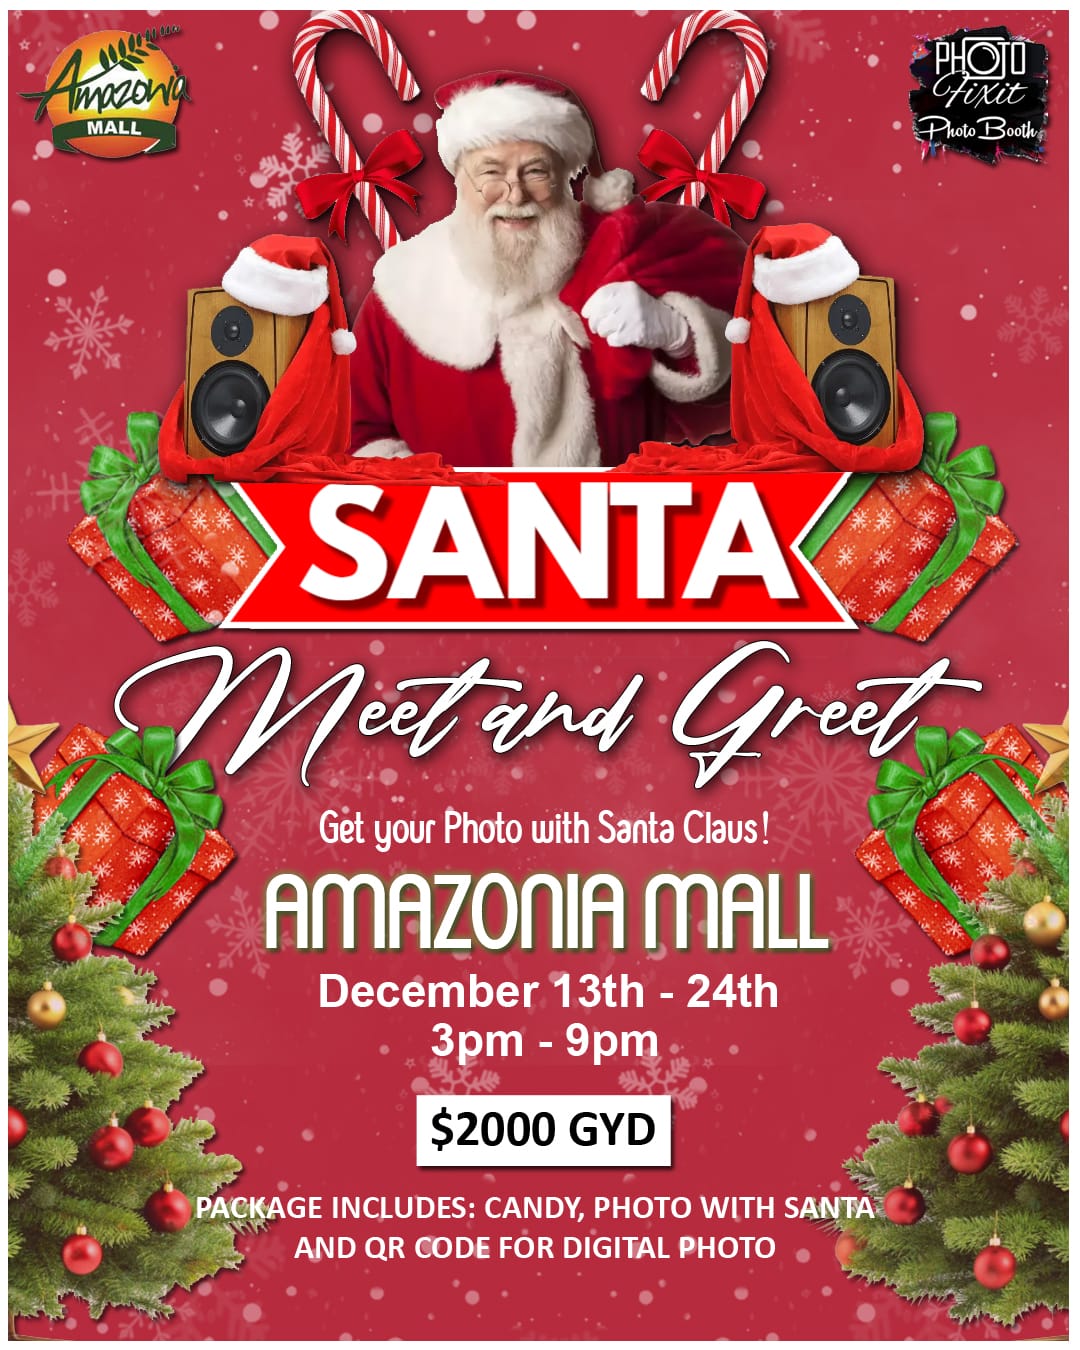 Amazonia
MALL
PHOTO
Fixit
Photo Booth
SANTA
Meet and Greet
Get your Photo with Santa Claus!
AMAZONIA MALL
December 13th - 24th
3pm - 9pm
$2000 GYD
PACKAGE INCLUDES: CANDY, PHOTO WITH SANTA
AND QR CODE FOR DIGITAL PHOTO